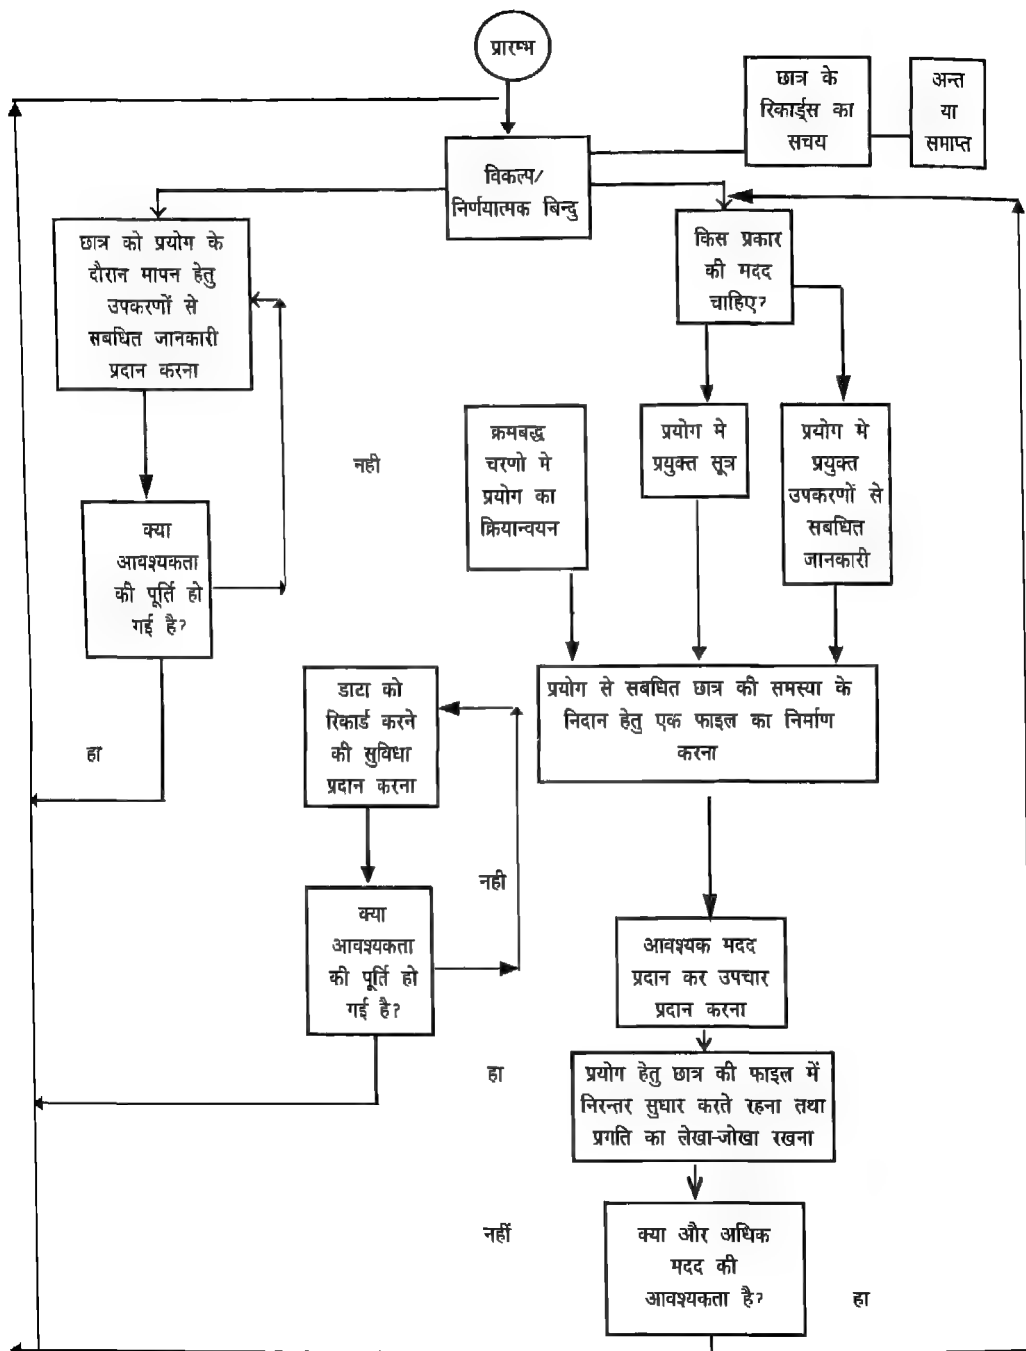 प्रारम्भ
छात्र के
रिकार्ड्स का
सचय
अन्त
या
समाप्त
विकल्प/
निर्णयात्मक बिन्दु
छात्र को प्रयोग के
दौरान मापन हेतु
उपकरणों से
सबधित जानकारी
प्रदान करना
किस प्रकार
की मदद
चाहिए?
नही
क्रमबद्ध
चरणो मे
प्रयोग का
क्रियान्वयन
प्रयोग मे
प्रयुक्त सूत्र
प्रयोग मे
प्रयुक्त
उपकरणों से
सबधित
जानकारी
क्या
आवश्यकता
की पूर्ति हो
गई है?
हा
डाटा को
रिकार्ड करने
की सुविधा
प्रदान करना
प्रयोग से सबधित छात्र की समस्या के
निदान हेतु एक फाइल का निर्माण
करना
नही
क्या
आवश्यकता
की पूर्ति हो
गई है?
आवश्यक मदद
प्रदान कर उपचार
प्रदान करना
हा
प्रयोग हेतु छात्र की फाइल में
निरन्तर सुधार करते रहना तथा
प्रगति का लेखा-जोखा रखना
नहीं
क्या और अधिक
मदद की
आवश्यकता है?
हा